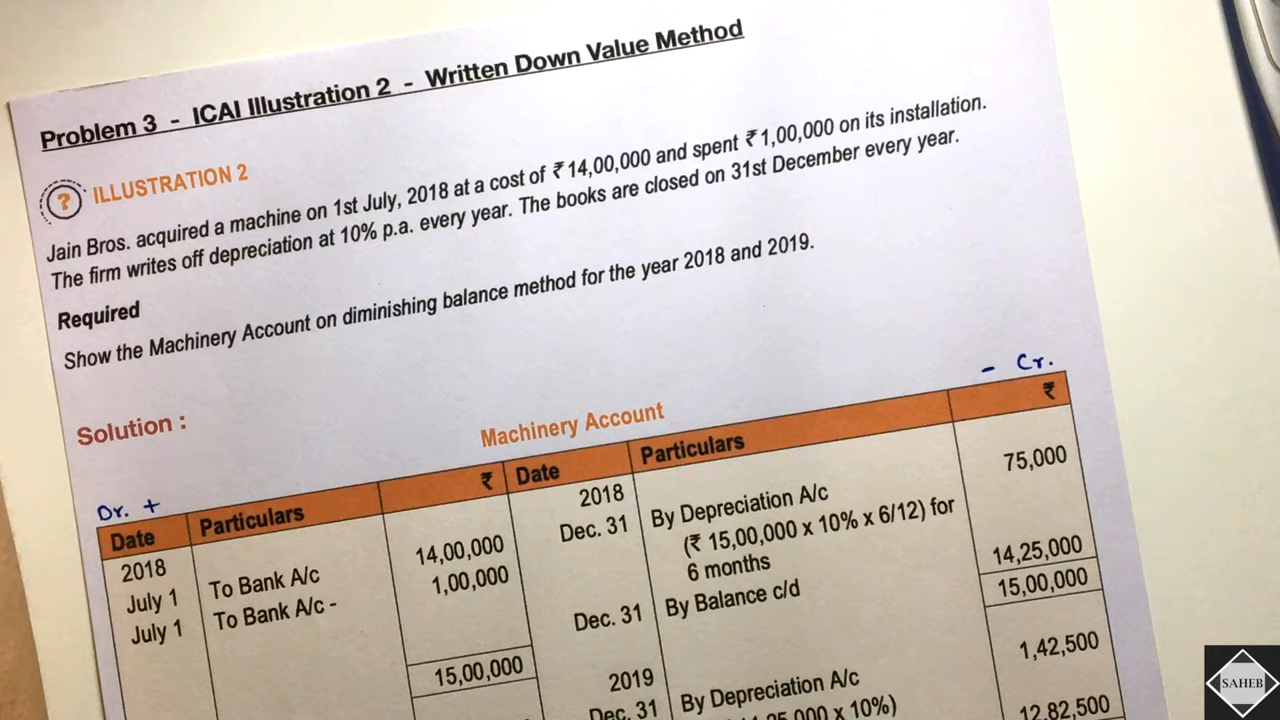 Problem 3 - ICAI Illustration 2 - Written Down Value Method
? ILLUSTRATION 2
Jain Bros. acquired a machine on 1st July, 2018 at a cost of ₹ 14,00,000 and spent ₹ 1,00,000 on its installation.
The firm writes off depreciation at 10% p.a. every year. The books are closed on 31st December every year.
Required
Show the Machinery Account on diminishing balance method for the year 2018 and 2019.
Solution :
Machinery Account
Dr. + - Cr.
Date Particulars ₹ Date Particulars ₹
2018 2018
July 1 To Bank A/c 14,00,000 Dec. 31 By Depreciation A/c 75,000
July 1 To Bank A/c - 1,00,000 (₹ 15,00,000 x 10% x 6/12) for
6 months
Dec. 31 By Balance c/d 14,25,000
15,00,000 15,00,000
2019
Dec. 31 By Depreciation A/c 1,42,500
25,000 x 10%)
12,82,500
SAHEB